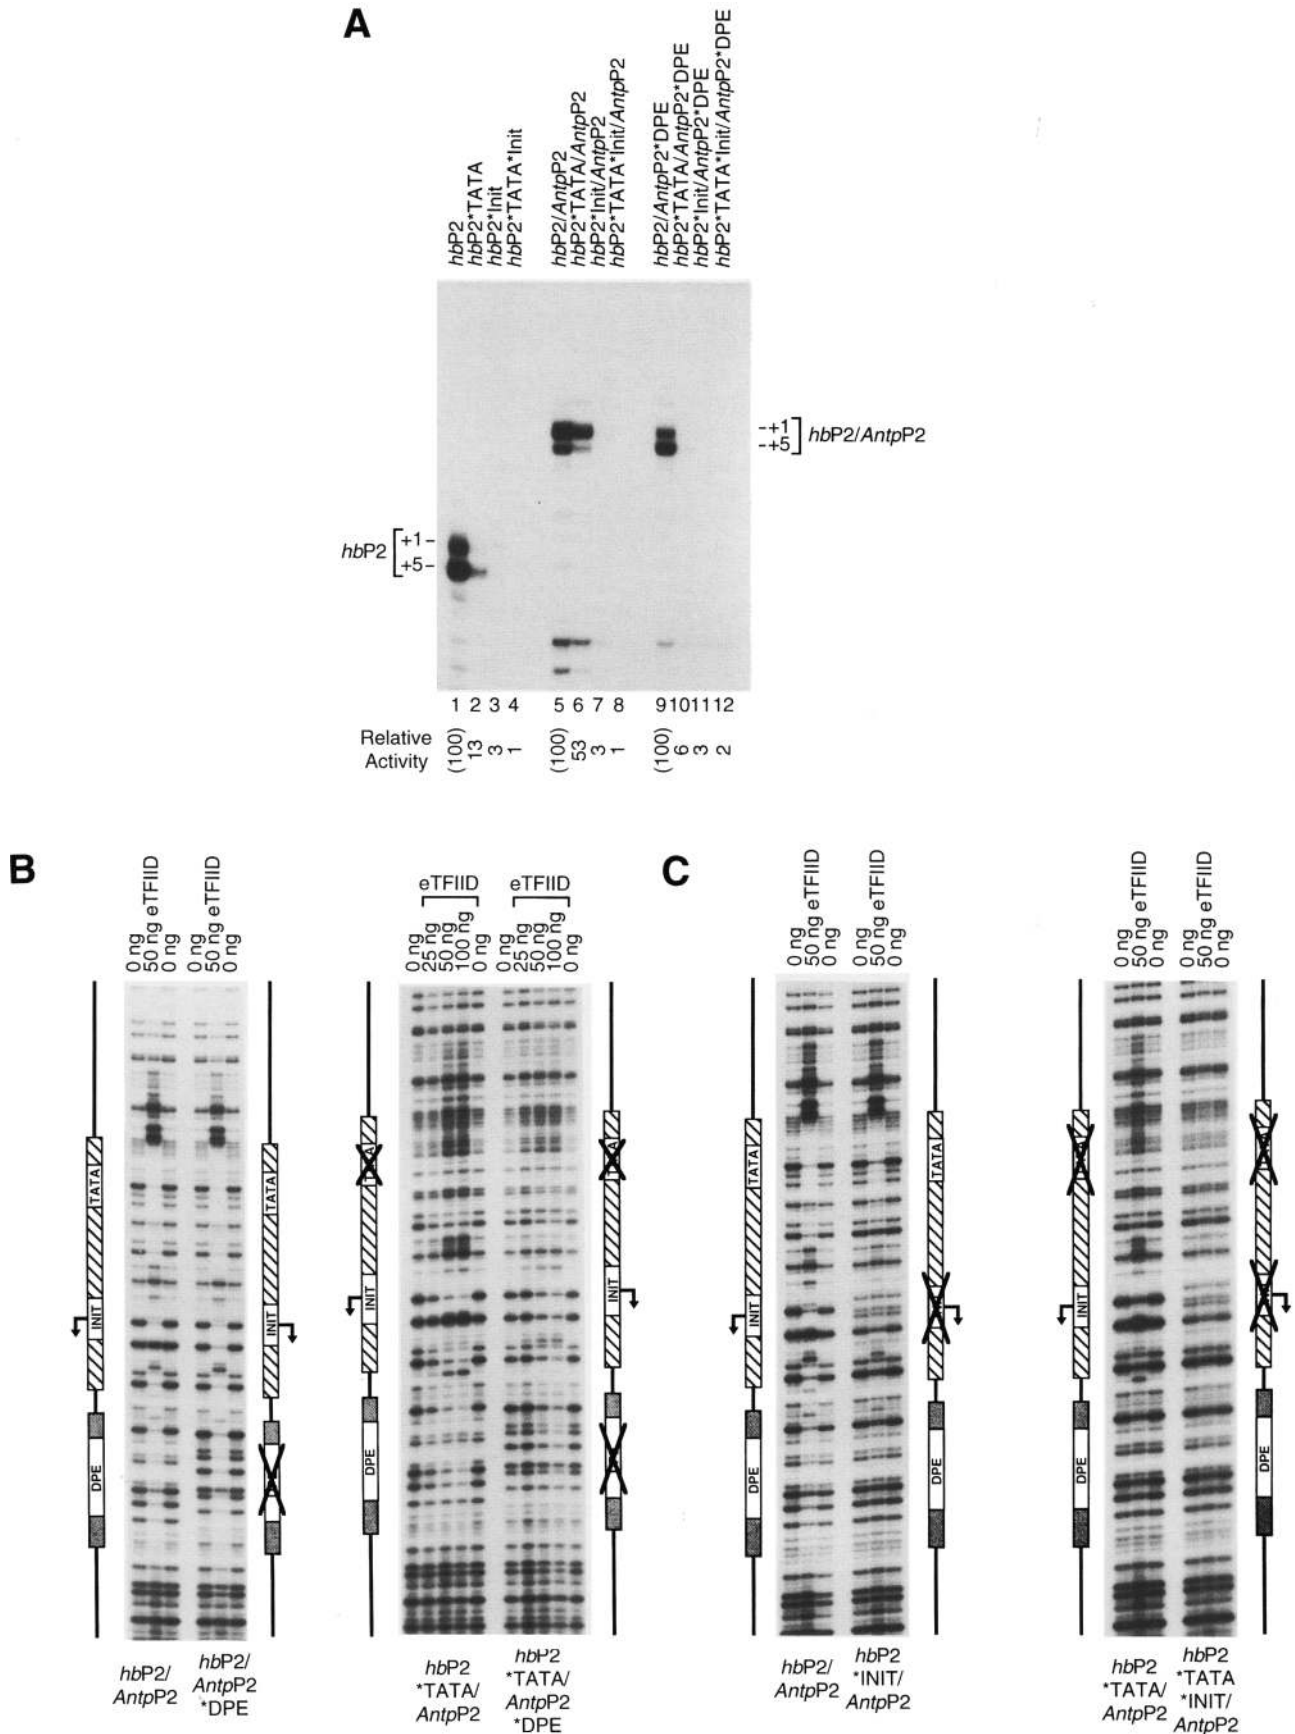 A
hbP2
hbP2*TATA
hbP2*Init
hbP2*TATA*Init
hbP2/AntpP2
hbP2*TATA/AntpP2
hbP2*Init/AntpP2
hbP2*TATA*Init/AntpP2
hbP2/AntpP2*DPE
hbP2*TATA/AntpP2*DPE
hbP2*Init/AntpP2*DPE
hbP2*TATA*Init/AntpP2*DPE
-+1
-+5
hbP2/AntpP2
hbP2
+1-
+5-
1 2 3 4 5 6 7 8 9 10 11 12
Relative
Activity
(100) 13 3 1 (100) 53 3 1 (100) 6 3 2
B
0 ng
50 ng eTFIID
0 ng
0 ng
50 ng eTFIID
0 ng
TATA
INIT
DPE
TATA
INIT
hbP2/
AntpP2
hbP2/
AntpP2
*DPE
eTFIID
eTFIID
0 ng
25 ng
50 ng
100 ng
0 ng
0 ng
25 ng
50 ng
100 ng
0 ng
INIT
DPE
INIT
hbP2
*TATA/
AntpP2
hbP2
*TATA/
AntpP2
*DPE
C
0 ng
50 ng eTFIID
0 ng
0 ng
50 ng eTFIID
0 ng
TATA
INIT
DPE
TATA
DPE
hbP2/
AntpP2
hbP2
*INIT/
AntpP2
0 ng
50 ng eTFIID
0 ng
0 ng
50 ng eTFIID
0 ng
INIT
DPE
DPE
hbP2
*TATA/
AntpP2
hbP2
*TATA
*INIT/
AntpP2